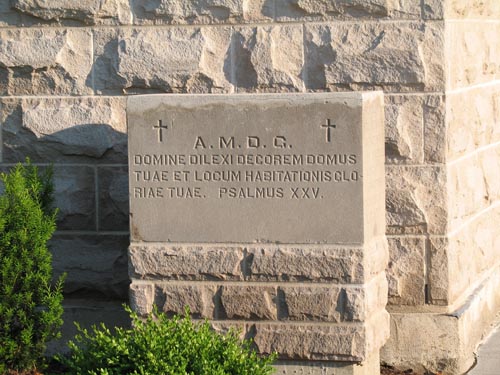 A. M. D. G.
DOMINE DILEXI DECOREM DOMUS
TUAE ET LOCUM HABITATIONIS GLO-
RIAE TUAE. PSALMUS XXV.